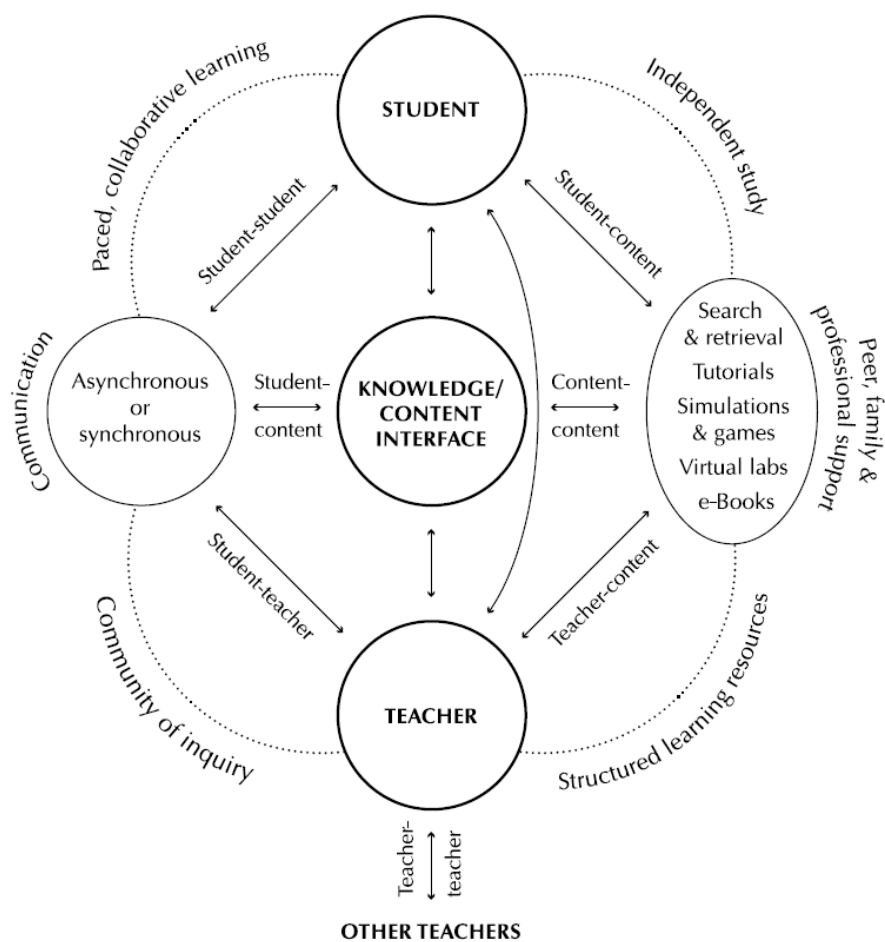 Paced, collaborative learning
Independent study
STUDENT
Student-student
Student-content
Communication
Asynchronous
or
synchronous
Student-
content
KNOWLEDGE/
CONTENT
INTERFACE
Content-
content
Search
& retrieval
Tutorials
Simulations
& games
Virtual labs
e-Books
Peer, family &
professional support
Student-teacher
Teacher-content
Community of inquiry
TEACHER
Structured learning resources
Teacher-
teacher
OTHER TEACHERS